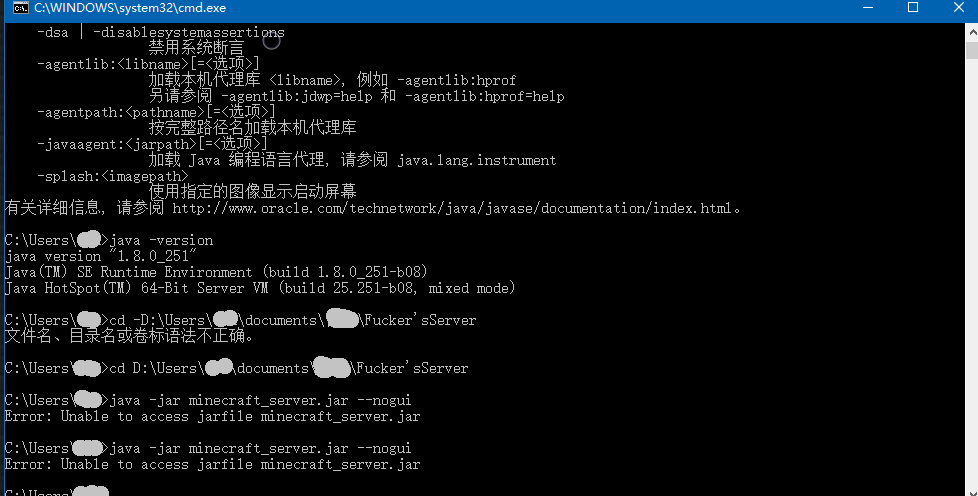 C:\WINDOWS\system32\cmd.exe
-dsa | -disablesystemassertions
禁用系统断言
-agentlib:<libname>[=<选项>]
加载本机代理库 <libname>, 例如 -agentlib:hprof
另请参阅 -agentlib:jdwp=help 和 -agentlib:hprof=help
-agentpath:<pathname>[=<选项>]
按完整路径名加载本机代理库
-javaagent:<jarpath>[=<选项>]
加载 Java 编程语言代理, 请参阅 java.lang.instrument
-splash:<imagepath>
使用指定的图像显示启动屏幕
有关详细信息, 请参阅 http://www.oracle.com/technetwork/java/javase/documentation/index.html。
C:\Users\>java -version
java version "1.8.0_251"
Java(TM) SE Runtime Environment (build 1.8.0_251-b08)
Java HotSpot(TM) 64-Bit Server VM (build 25.251-b08, mixed mode)
C:\Users\>cd -D:\Users\\documents\\Fucker'sServer
文件名、目录名或卷标语法不正确。
C:\Users\>cd D:\Users\\documents\\Fucker'sServer
C:\Users\>java -jar minecraft_server.jar --nogui
Error: Unable to access jarfile minecraft_server.jar
C:\Users\>java -jar minecraft_server.jar --nogui
Error: Unable to access jarfile minecraft_server.jar
C:\Users\